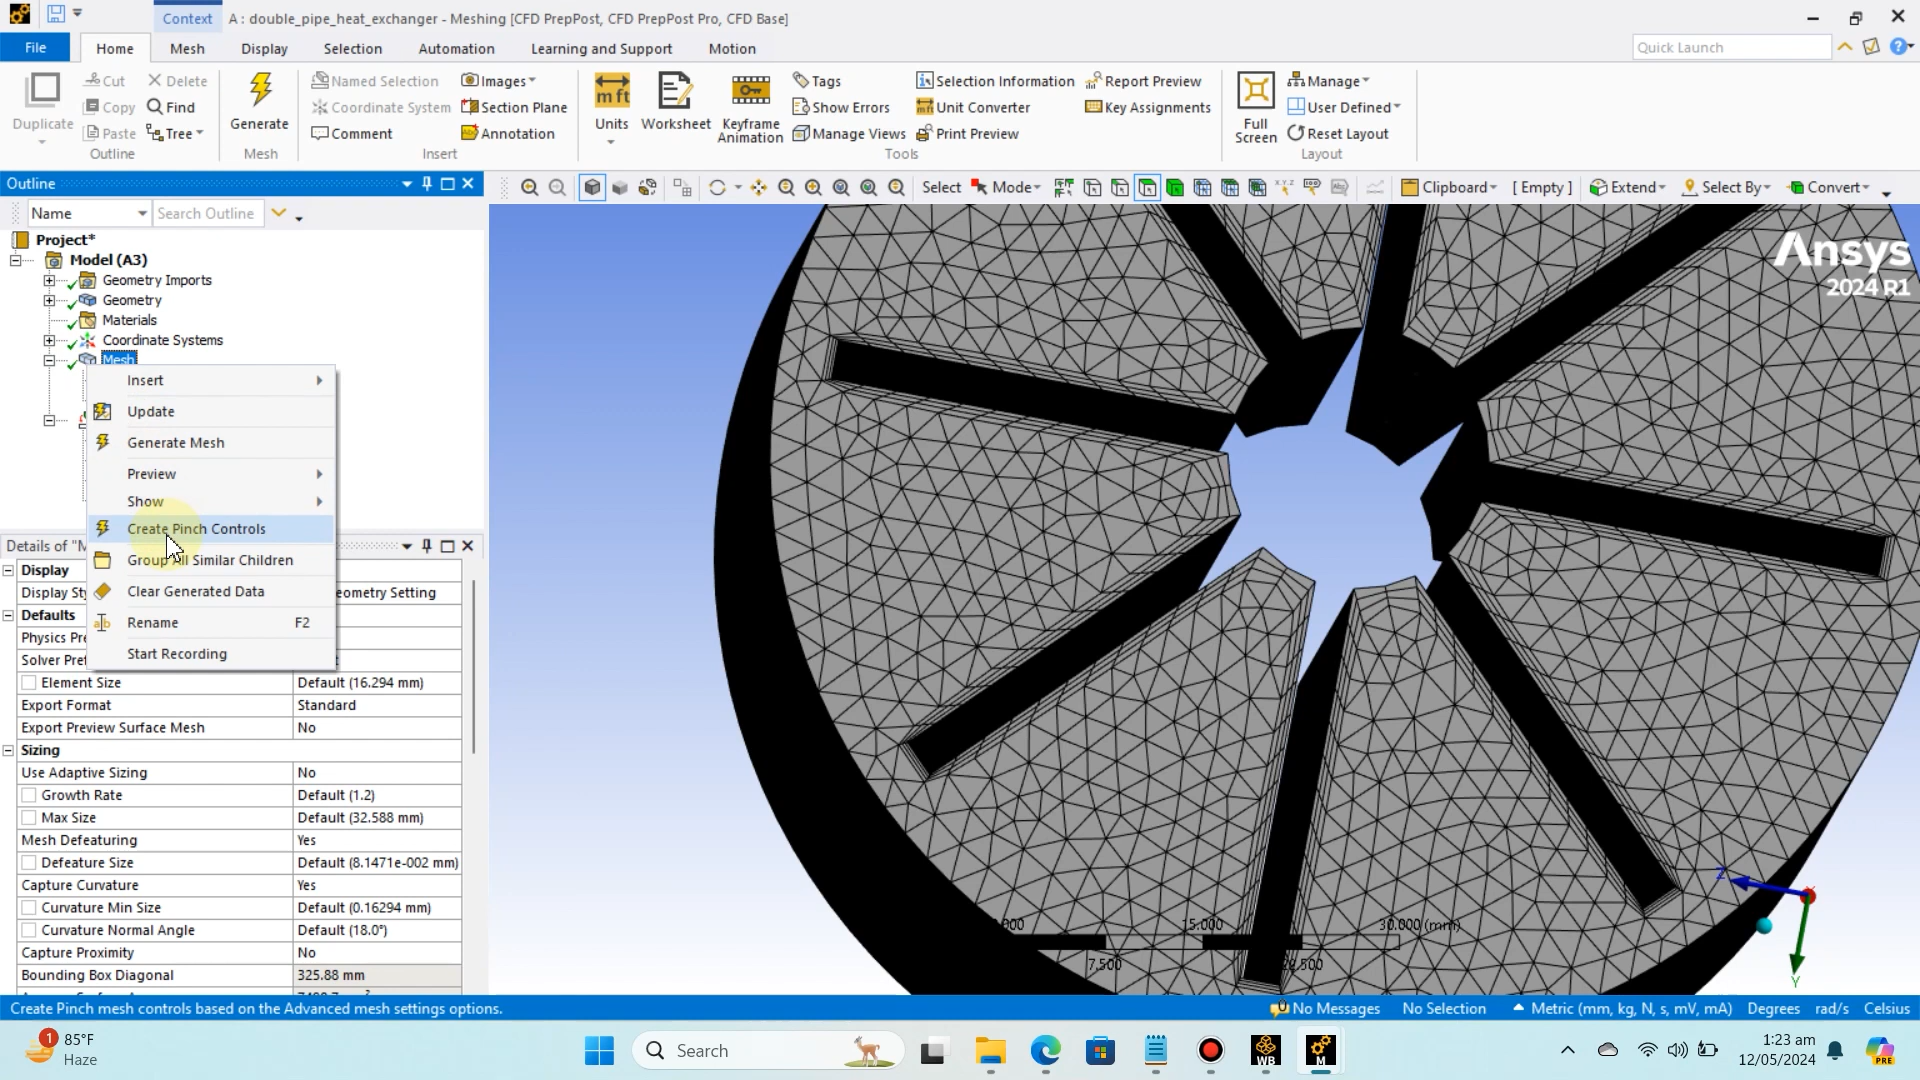 Context
A : double_pipe_heat_exchanger - Meshing [CFD PrepPost, CFD PrepPost Pro, CFD Base]
File
Home
Mesh
Display
Selection
Automation
Learning and Support
Motion
Quick Launch
Duplicate
Cut
Delete
Copy
Find
Paste
Tree
Outline
Generate
Mesh
Named Selection
Images
Coordinate System
Section Plane
Comment
Annotation
Insert
Units
Worksheet
Keyframe
Animation
Tags
Selection Information
Report Preview
Show Errors
Unit Converter
Key Assignments
Manage Views
Print Preview
Tools
Full
Screen
Manage
User Defined
Reset Layout
Layout
Outline
Select
Mode
Clipboard
[ Empty ]
Extend
Select By
Convert
Name
Search Outline
Project*
Model (A3)
Geometry Imports
Geometry
Materials
Coordinate Systems
Mesh
Insert
Update
Generate Mesh
Preview
Show
Create Pinch Controls
Group All Similar Children
Clear Generated Data
Rename F2
Start Recording
Details of "M
Display
Display Sty
eometry Setting
Defaults
Physics Pre
Solver Pref
Element Size Default (16.294 mm)
Export Format Standard
Export Preview Surface Mesh No
Sizing
Use Adaptive Sizing No
Growth Rate Default (1.2)
Max Size Default (32.588 mm)
Mesh Defeaturing Yes
Defeature Size Default (8.1471e-002 mm)
Capture Curvature Yes
Curvature Min Size Default (0.16294 mm)
Curvature Normal Angle Default (18.0°)
Capture Proximity No
Bounding Box Diagonal 325.88 mm
Ansys
2024 R1
15.000
30.000 (mm)
7.500
Z
Y
Create Pinch mesh controls based on the Advanced mesh settings options.
No Messages
No Selection
Metric (mm, kg, N, s, mV, mA)
Degrees
rad/s
Celsius
1
85°F
Haze
Search
WB
M
1:23 am
12/05/2024
PRE